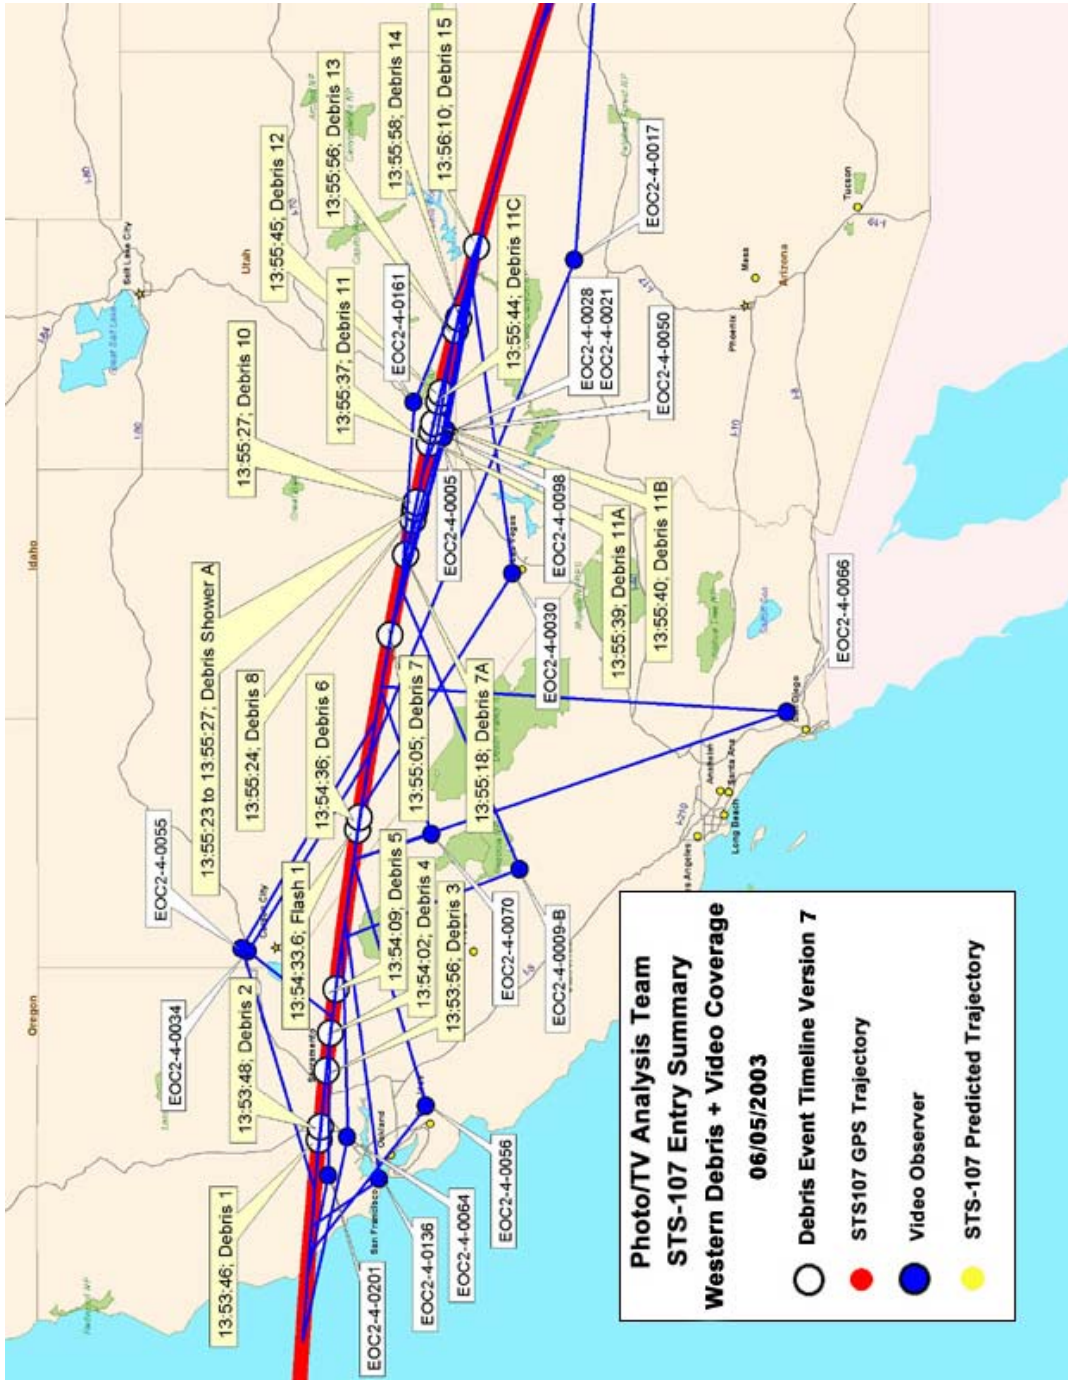 Photo/TV Analysis Team
STS-107 Entry Summary
Western Debris + Video Coverage
06/05/2003
Debris Event Timeline Version 7
STS107 GPS Trajectory
Video Observer
STS-107 Predicted Trajectory
13:53:46; Debris 1
13:53:48; Debris 2
13:53:56; Debris 3
13:54:02; Debris 4
13:54:09; Debris 5
13:54:33.6; Flash 1
13:54:36; Debris 6
13:55:05; Debris 7
13:55:18; Debris 7A
13:55:24; Debris 8
13:55:23 to 13:55:27; Debris Shower A
13:55:27; Debris 10
13:55:37; Debris 11
13:55:39; Debris 11A
13:55:40; Debris 11B
13:55:44; Debris 11C
13:55:45; Debris 12
13:55:56; Debris 13
13:55:58; Debris 14
13:56:10; Debris 15
EOC2-4-0201
EOC2-4-0136
EOC2-4-0064
EOC2-4-0056
EOC2-4-0034
EOC2-4-0055
EOC2-4-0009-B
EOC2-4-0070
EOC2-4-0066
EOC2-4-0030
EOC2-4-0098
EOC2-4-0005
EOC2-4-0161
EOC2-4-0050
EOC2-4-0028
EOC2-4-0021
EOC2-4-0017
Oregon
Idaho
Utah
Arizona
Salt Lake City
Sacramento
San Francisco
Oakland
Long Beach
Santa Ana
Anaheim
Phoenix
Mesa
Tucson
I-84
I-80
I-80
I-70
I-70
I-17
I-10
I-8